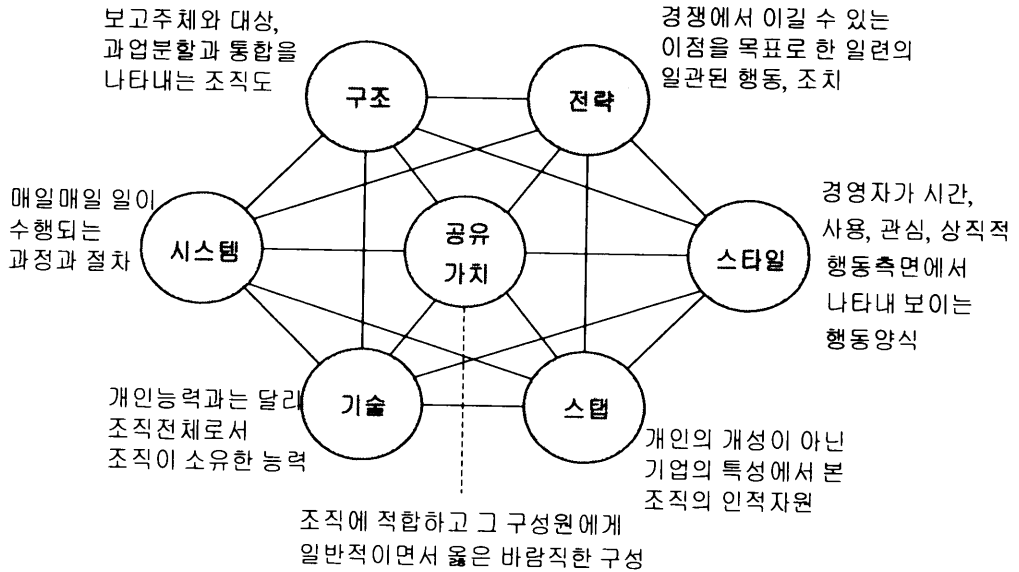 보고주체와 대상,
과업분할과 통합을
나타내는 조직도
경쟁에서 이길 수 있는
이점을 목표로 한 일련의
일관된 행동, 조치
구조
전략
매일매일 일이
수행되는
과정과 절차
시스템
공유
가치
스타일
경영자가 시간,
사용, 관심, 상직적
행동측면에서
나타내 보이는
행동양식
개인능력과는 달리
조직전체로서
조직이 소유한 능력
기술
스탭
개인의 개성이 아닌
기업의 특성에서 본
조직의 인적자원
조직에 적합하고 그 구성원에게
일반적이면서 옳은 바람직한 구성